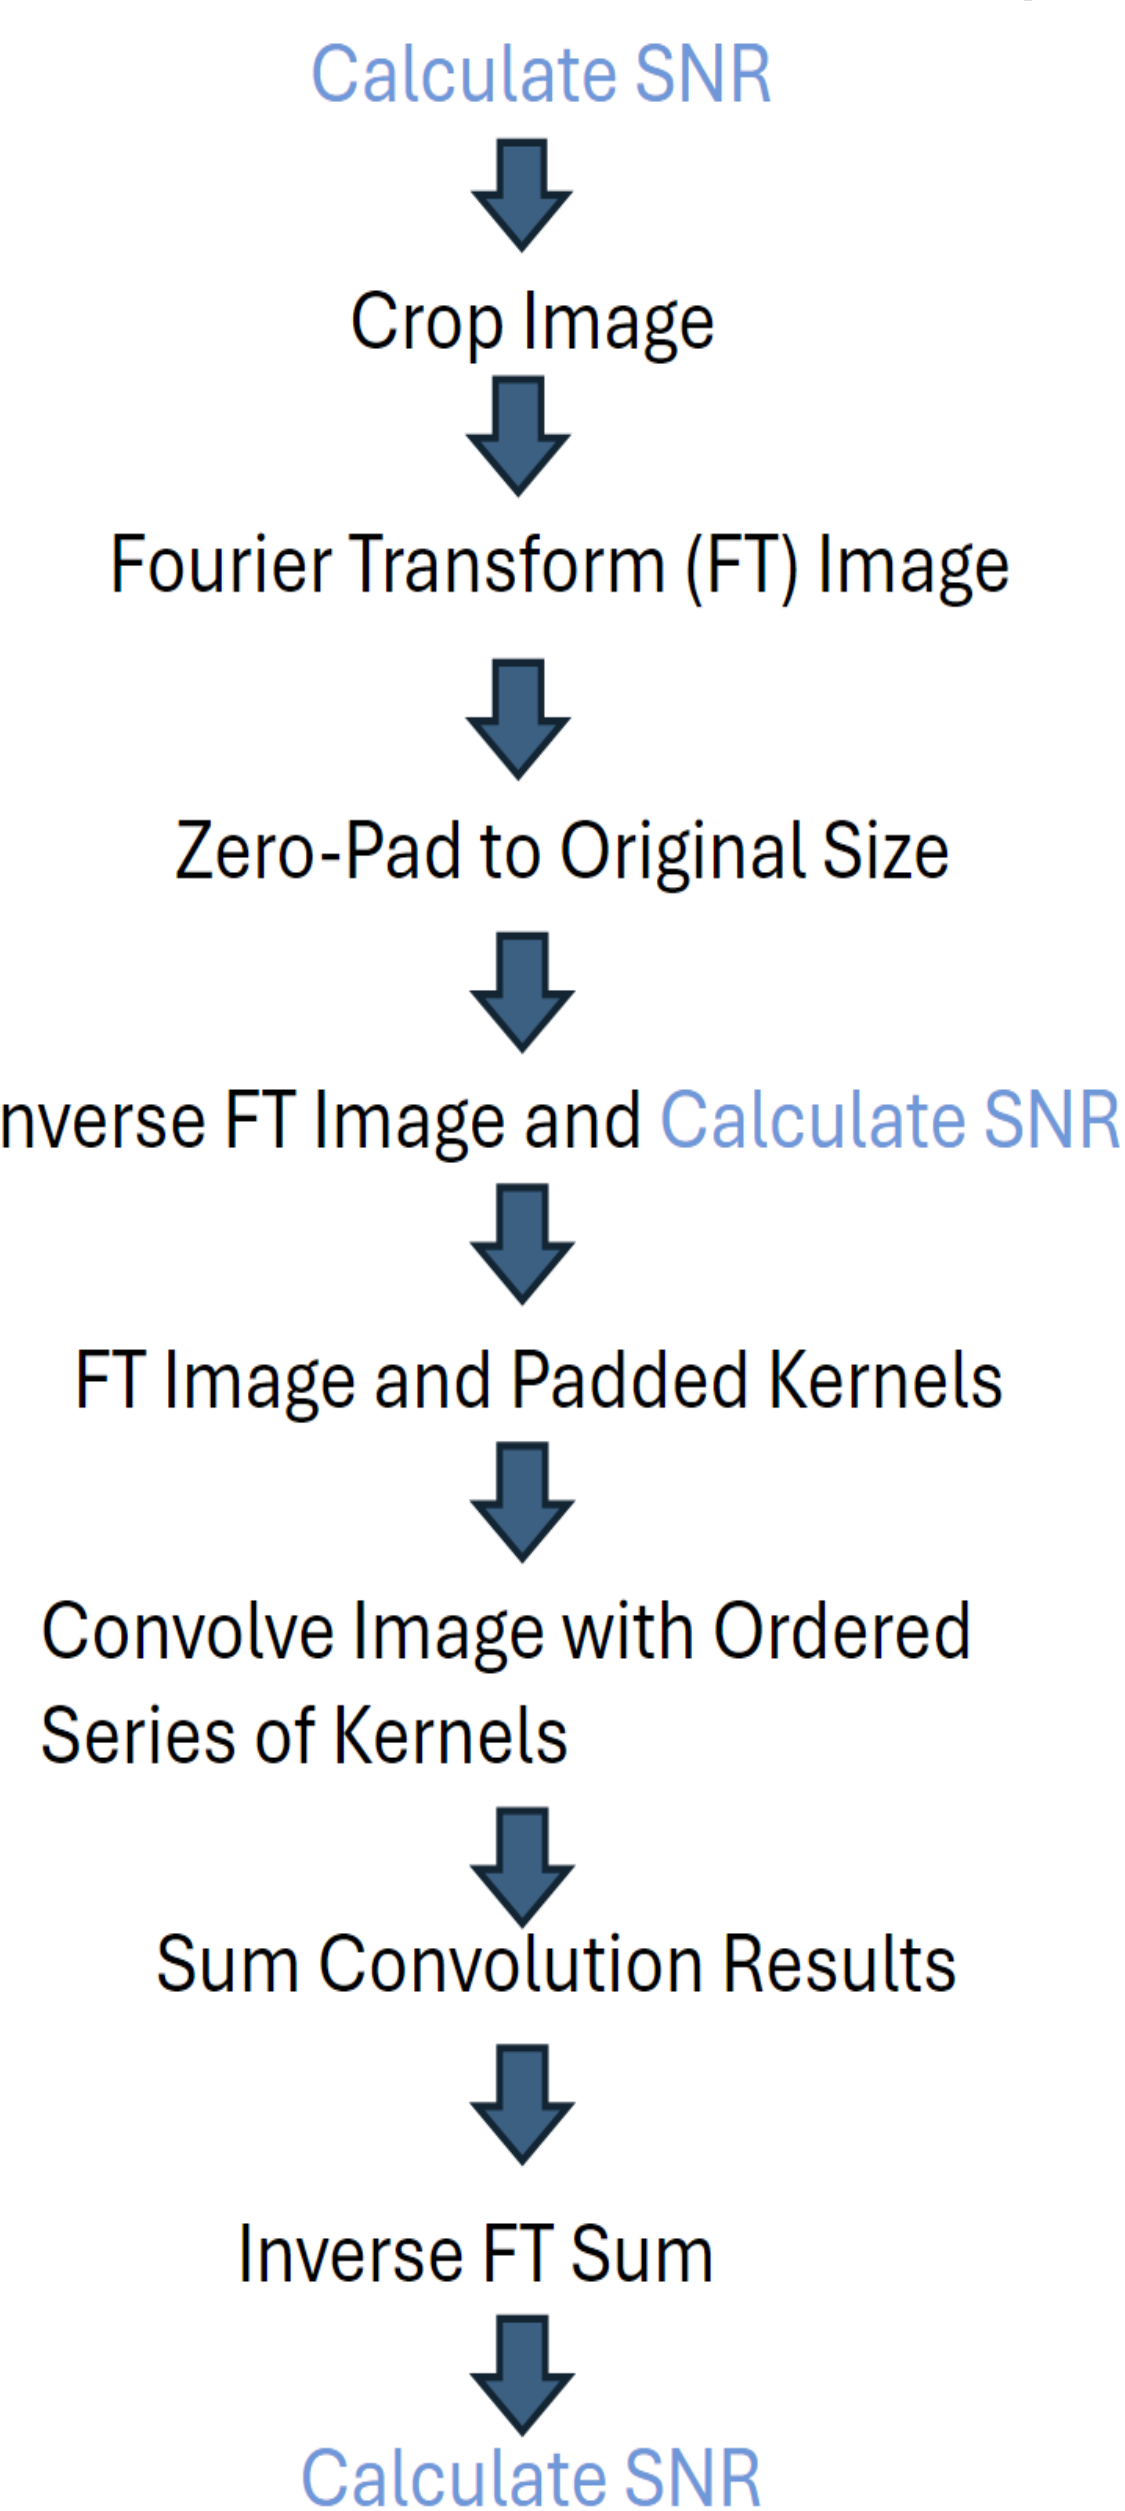 Calculate SNR
Crop Image
Fourier Transform (FT) Image
Zero-Pad to Original Size
nverse FT Image and Calculate SNR
FT Image and Padded Kernels
Convolve Image with Ordered
Series of Kernels
Sum Convolution Results
Inverse FT Sum
Calculate SNR